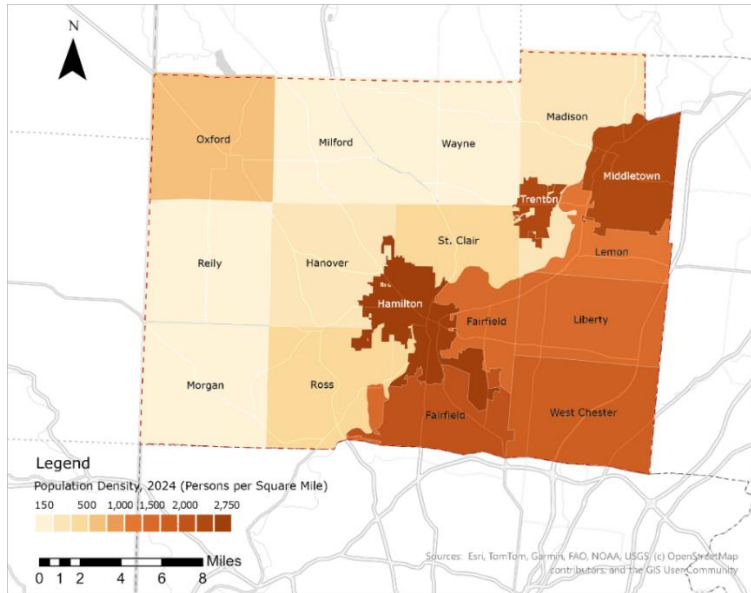 N
Madison
Oxford
Milford
Wayne
Middletown
Trenton
St. Clair
Lemon
Reily
Hanover
Hamilton
Fairfield
Liberty
Morgan
Ross
Fairfield
West Chester
Legend
Population Density, 2024 (Persons per Square Mile)
150 500 1,000 1,500 2,000 2,750
Miles
0 1 2 4 6 8
Sources: Esri, TomTom, Garmin, FAO, NOAA, USGS, (c) OpenStreetMap
contributors, and the GIS User Community